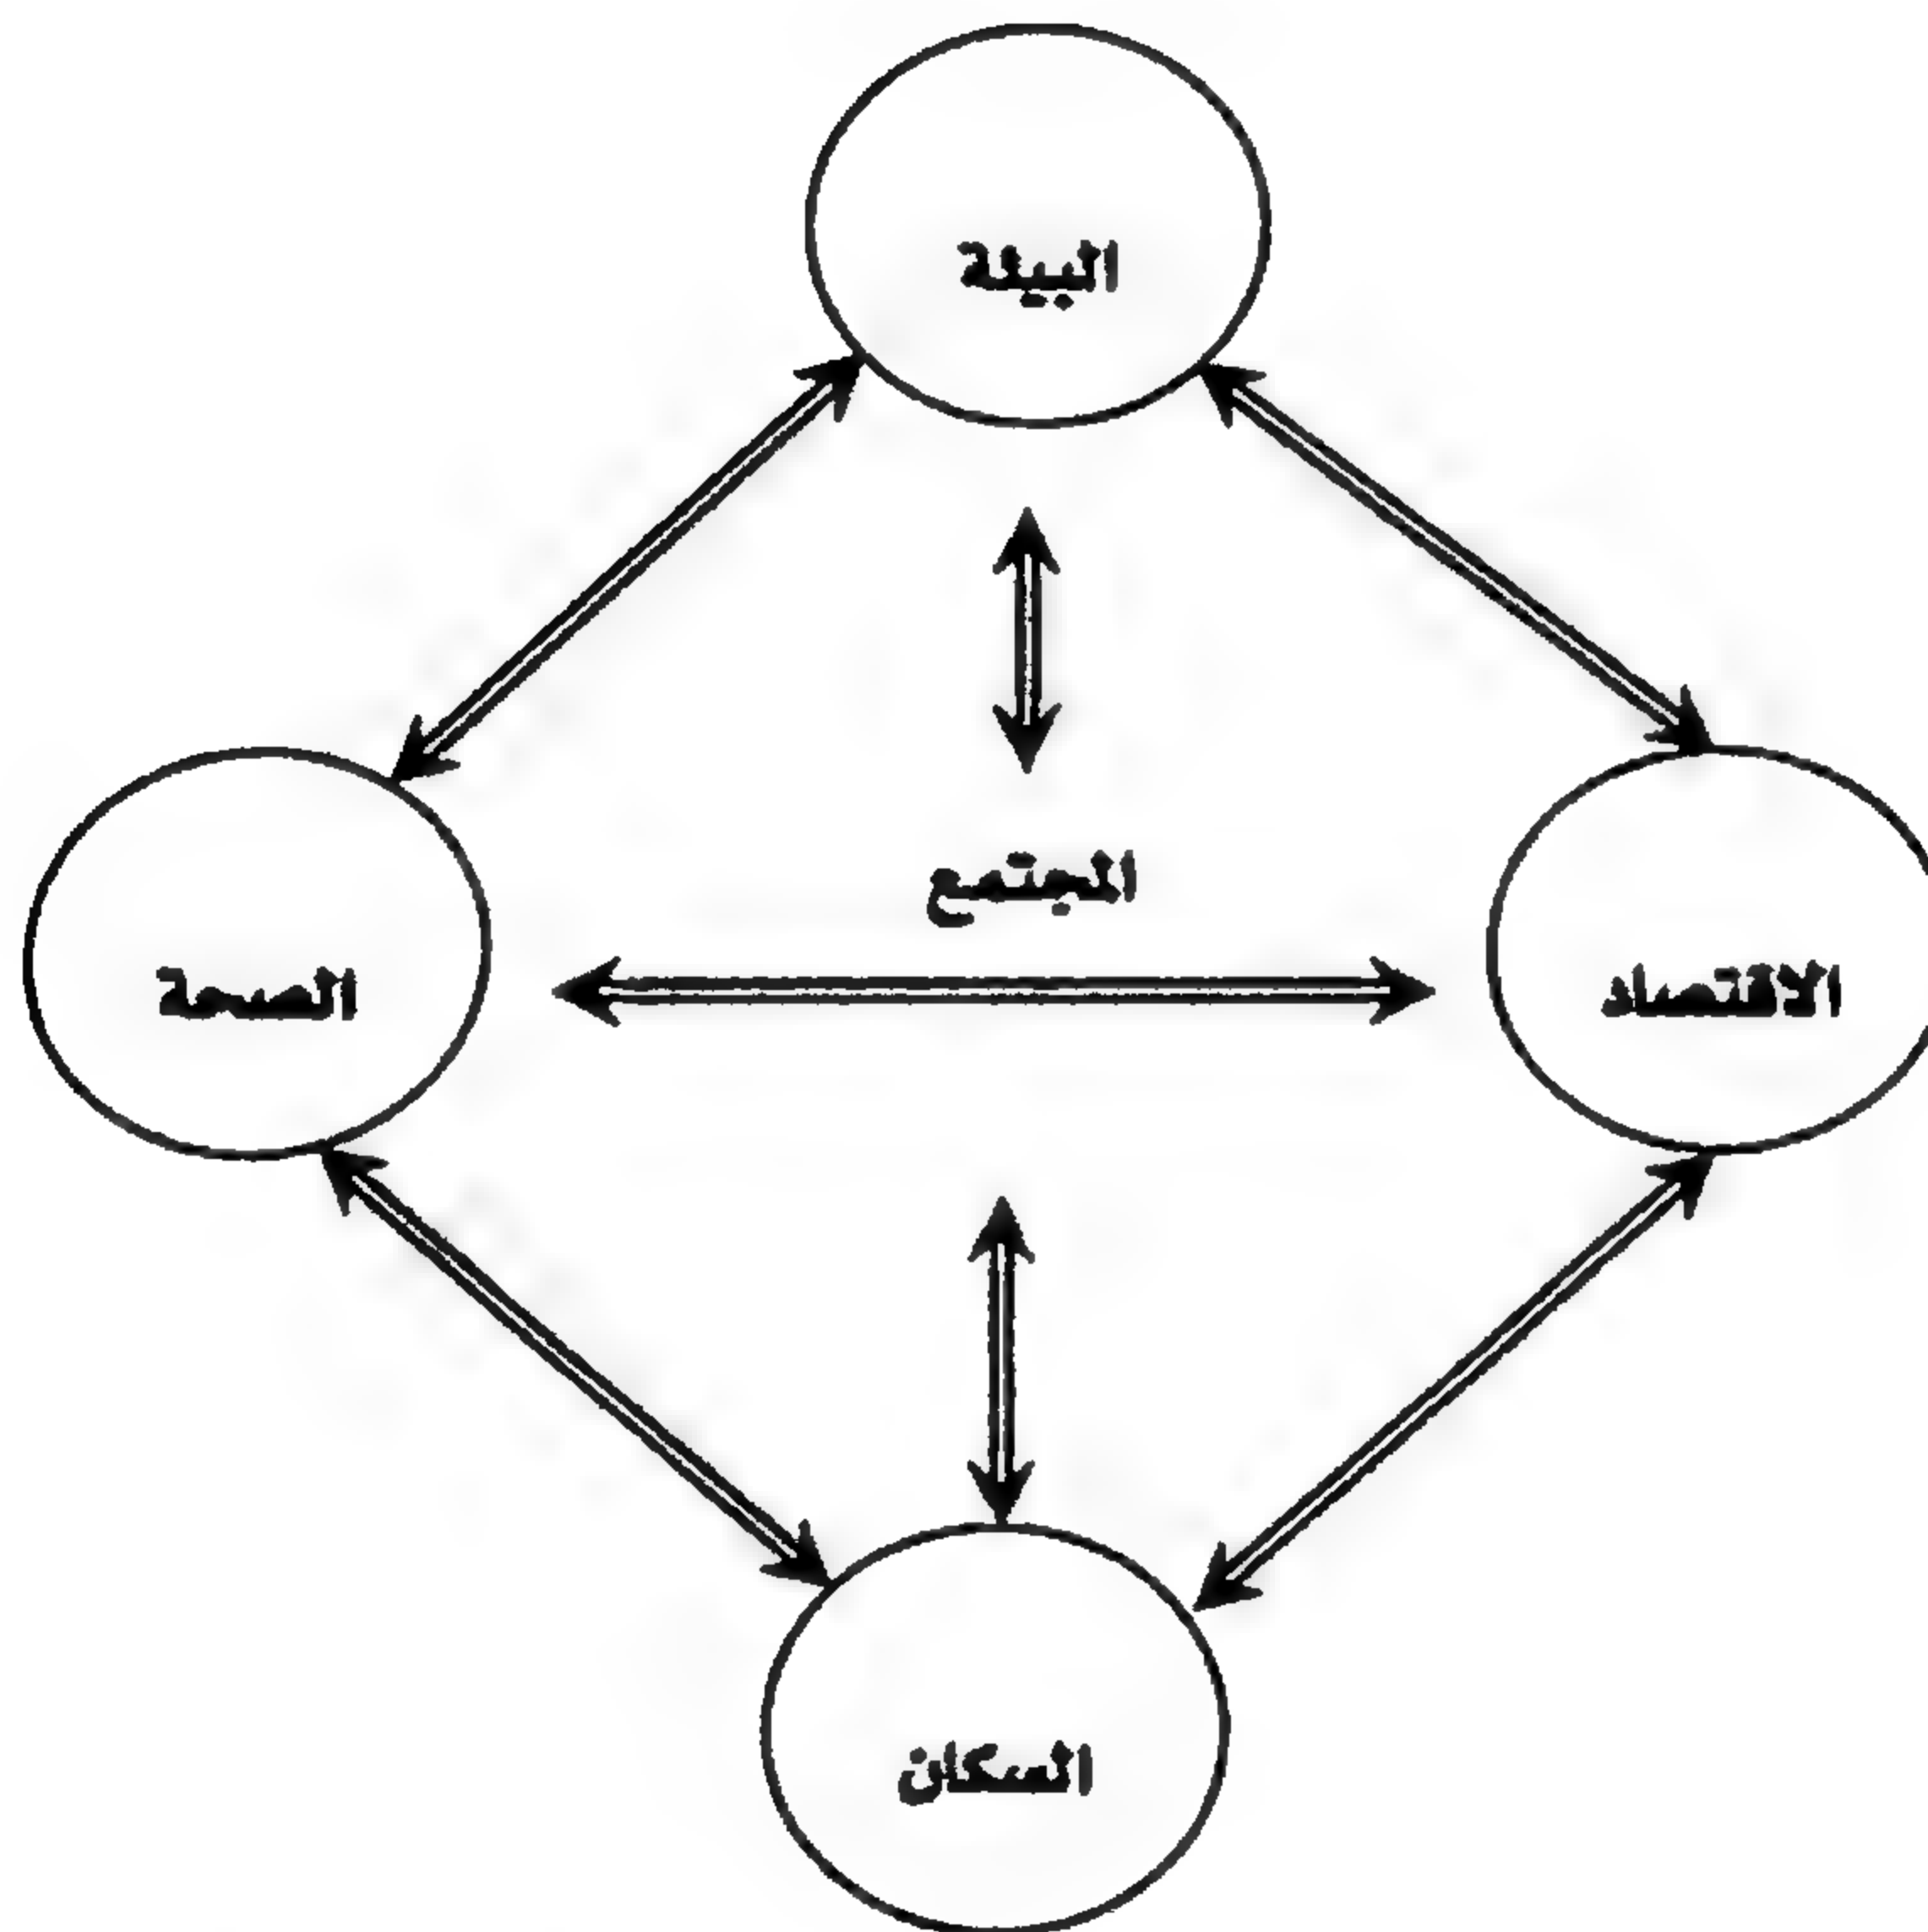 البيئة
المجتمع
الاقتصاد
الصحة
السكان